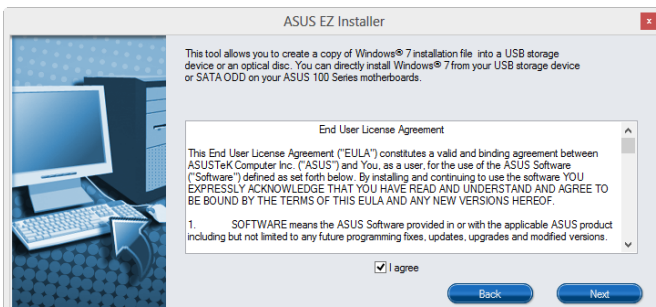 ASUS EZ Installer
x
This tool allows you to create a copy of Windows® 7 installation file into a USB storage
device or an optical disc. You can directly install Windows® 7 from your USB storage device
or SATA ODD on your ASUS 100 Series motherboards.
End User License Agreement
This End User License Agreement ("EULA") constitutes a valid and binding agreement between
ASUSTeK Computer Inc. ("ASUS") and You, as a user, for the use of the ASUS Software
("Software") defined as set forth below. By installing and continuing to use the software YOU
EXPRESSLY ACKNOWLEDGE THAT YOU HAVE READ AND UNDERSTAND AND AGREE TO
BE BOUND BY THE TERMS OF THIS EULA AND ANY NEW VERSIONS HEREOF.
1. SOFTWARE means the ASUS Software provided in or with the applicable ASUS product
including but not limited to any future programming fixes, updates, upgrades and modified versions.
I agree
Back Next